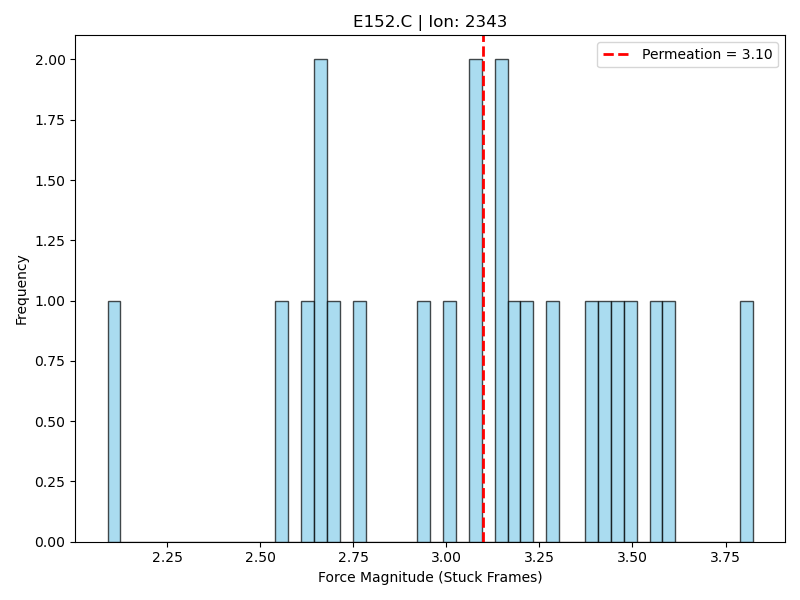 E152.C | Ion: 2343
Permeation = 3.10
2.00
1.75
1.50
1.25
1.00
0.75
0.50
0.25
0.00
Frequency
2.25 2.50 2.75 3.00 3.25 3.50 3.75
Force Magnitude (Stuck Frames)